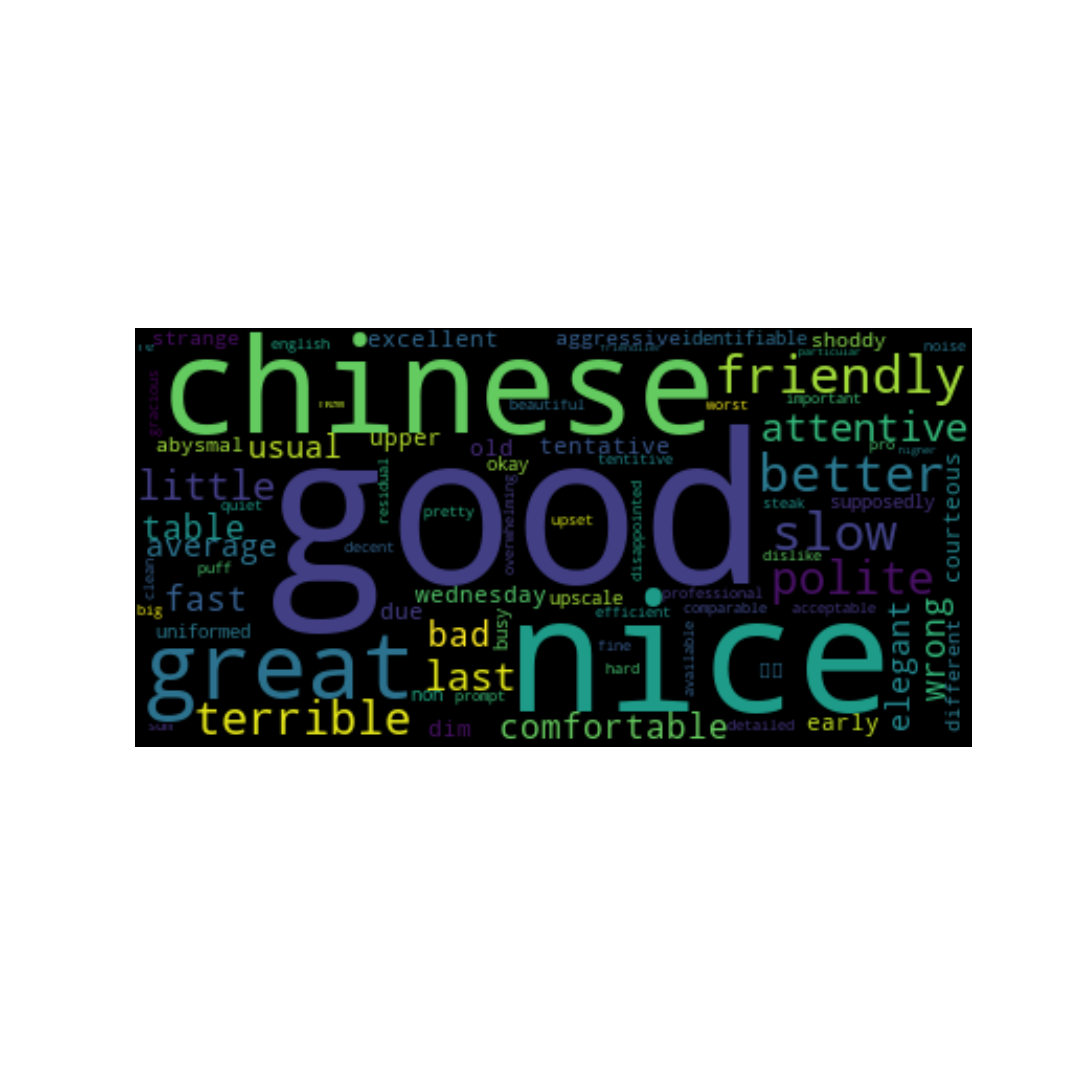 strange
english
excellent
aggressive
identifiable
shoddy
noise
chinese
friendly
particular
gracious
beautiful
worst
important
abysmal
usual
upper
old
tentative
attentive
pro
higher
okay
tentitive
better
little
residual
good
overwhelming
disappointed
courteous
quiet
pretty
upset
steak
supposedly
table
slow
average
decent
dislike
puff
clean
polite
big
fast
due
wednesday
upscale
professional
efficient
comparable
acceptable
uniformed
bad
busy
nice
fine
available
elegant
wrong
different
great
last
hard
non
prompt
terrible
dim
comfortable
detailed
early